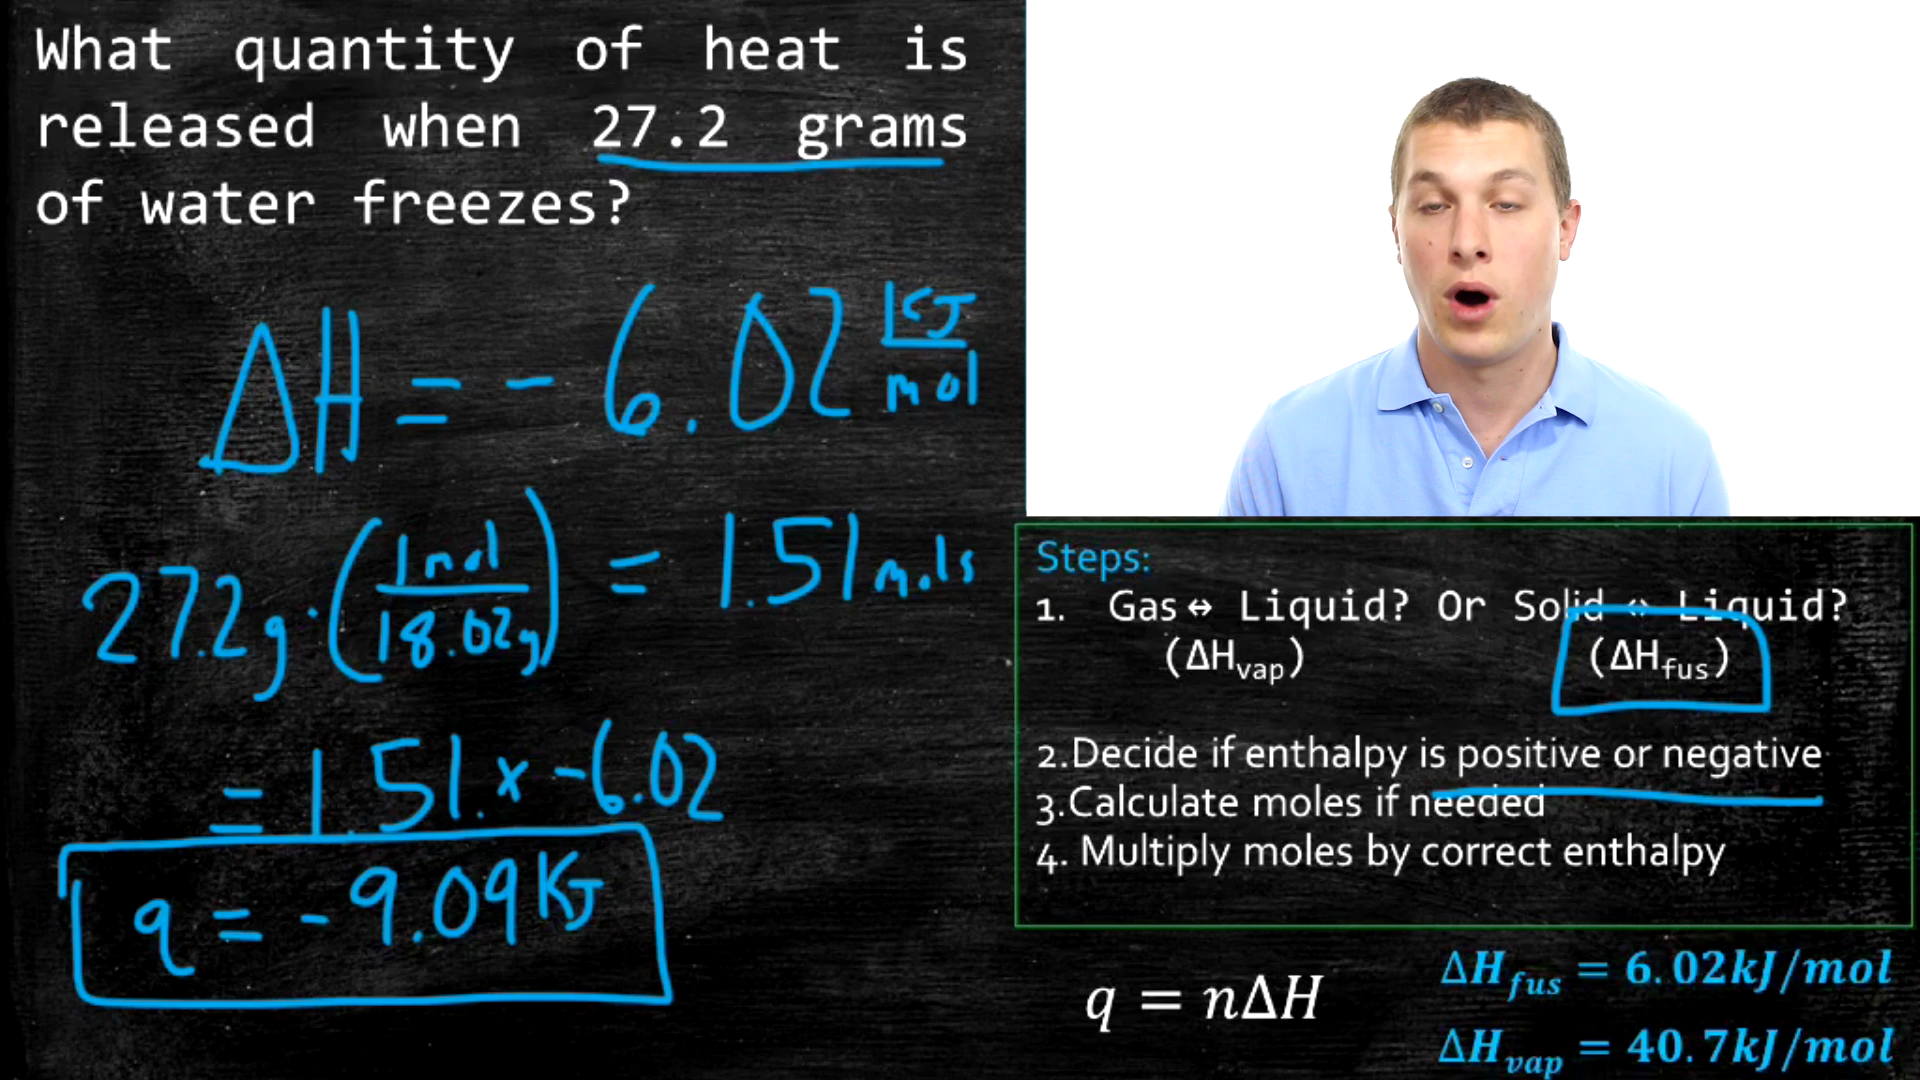 What quantity of heat is
released when 27.2 grams
of water freezes?
ΔH = - 6.02 KJ/mol
27.2g · (1mol/18.02g) = 1.51 mols
= 1.51 x -6.02
q = -9.09 KJ
Steps:
1. Gas ↔ Liquid? Or Solid ↔ Liquid?
(ΔHvap) (ΔHfus)
2.Decide if enthalpy is positive or negative
3.Calculate moles if needed
4. Multiply moles by correct enthalpy
q = nΔH
ΔHfus = 6.02kJ/mol
ΔHvap = 40.7kJ/mol